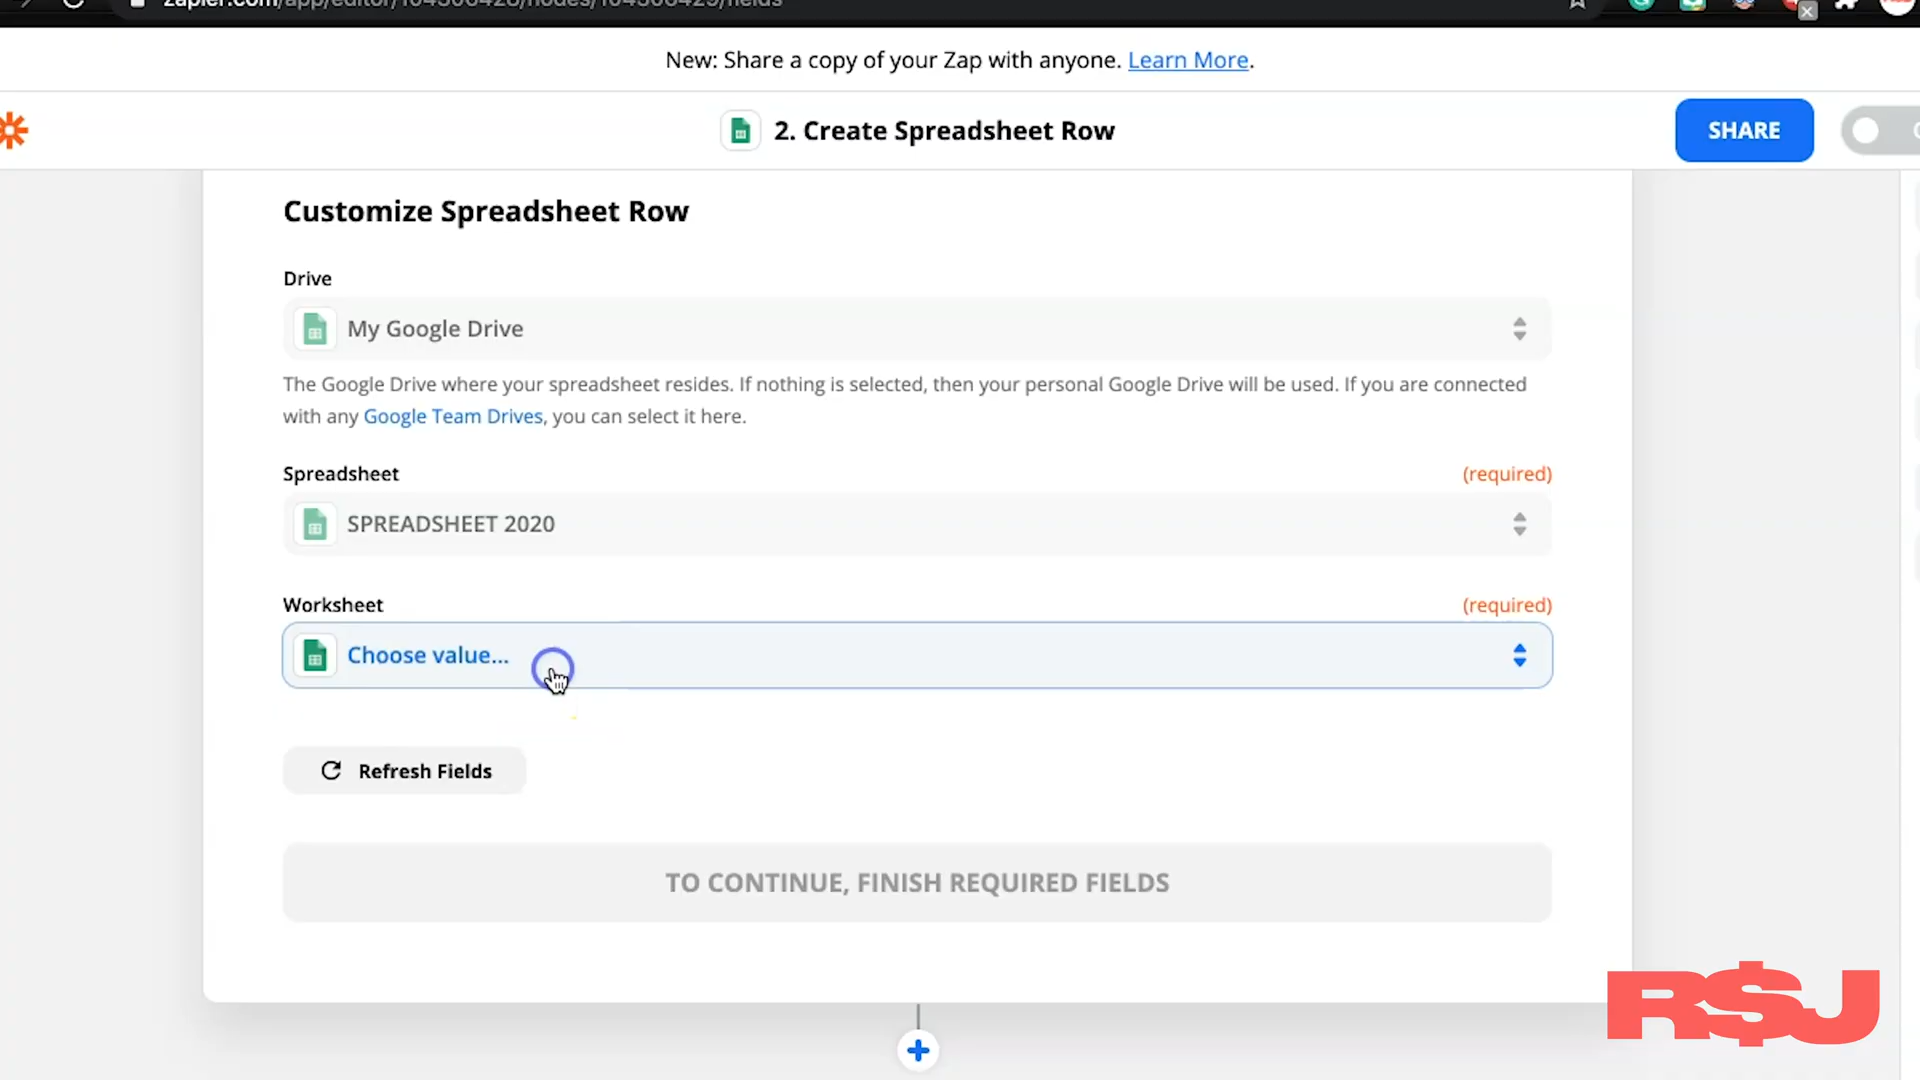 New: Share a copy of your Zap with anyone. Learn More.
2. Create Spreadsheet Row
SHARE
Customize Spreadsheet Row
Drive
My Google Drive
The Google Drive where your spreadsheet resides. If nothing is selected, then your personal Google Drive will be used. If you are connected
with any Google Team Drives, you can select it here.
Spreadsheet (required)
SPREADSHEET 2020
Worksheet (required)
Choose value...
Refresh Fields
TO CONTINUE, FINISH REQUIRED FIELDS
R$J